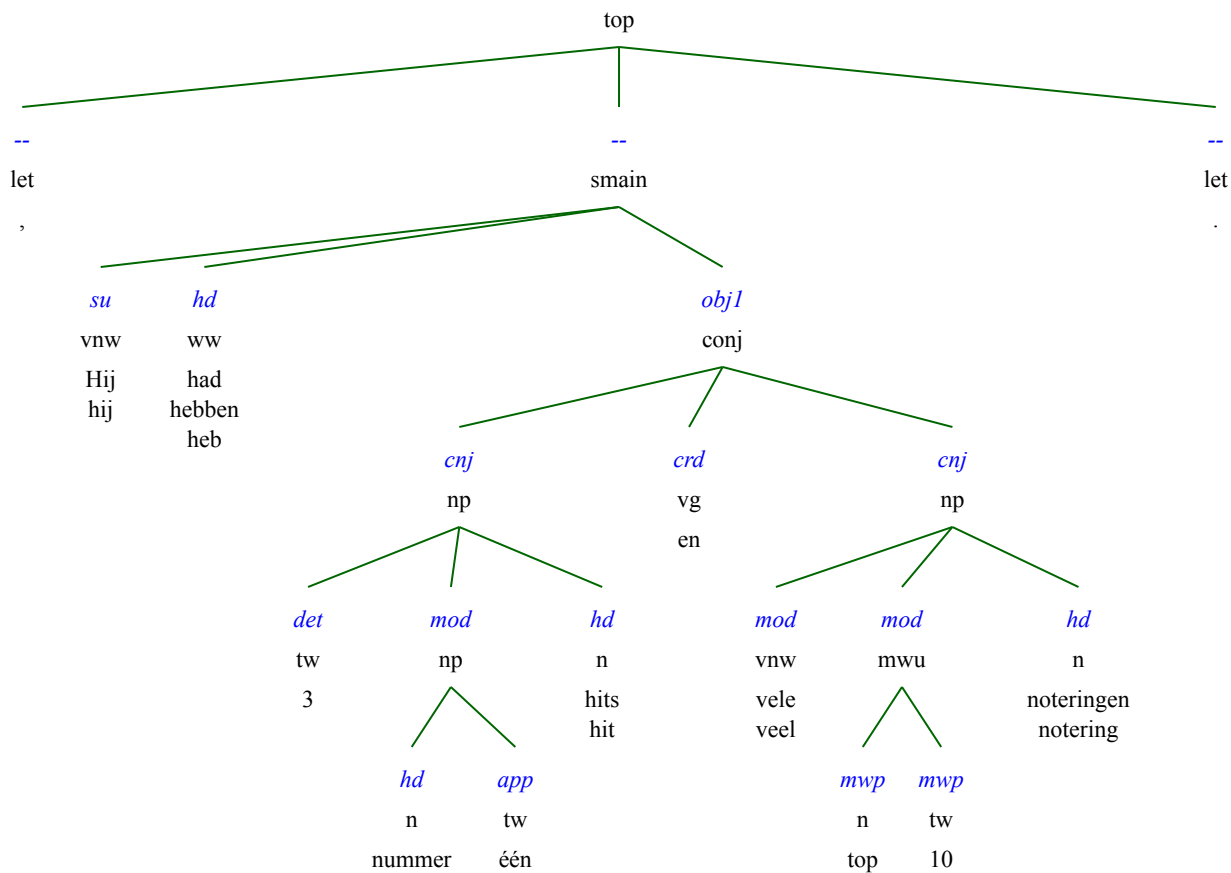 top
-- -- --
let smain let
, .
su hd obj1
vnw ww conj
Hij had
hij hebben
heb
cnj crd cnj
np vg np
en
det mod hd mod mod hd
tw np n vnw mwu n
3 hits vele noteringen
hit veel notering
hd app mwp mwp
n tw n tw
nummer één top 10